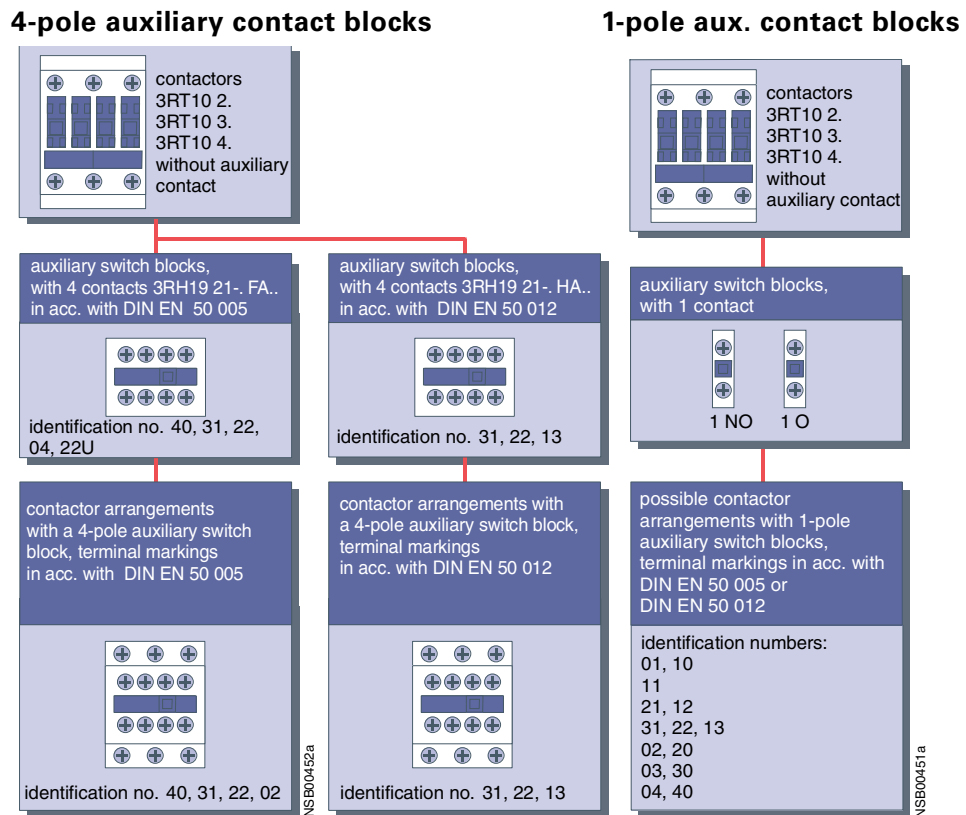 4-pole auxiliary contact blocks
contactors
3RT10 2.
3RT10 3.
3RT10 4.
without auxiliary
contact
auxiliary switch blocks,
with 4 contacts 3RH19 21-. FA..
in acc. with DIN EN 50 005
identification no. 40, 31, 22,
04, 22U
contactor arrangements
with a 4-pole auxiliary switch
block, terminal markings
in acc. with DIN EN 50 005
identification no. 40, 31, 22, 02
NSB00452a
auxiliary switch blocks,
with 4 contacts 3RH19 21-. HA..
in acc. with DIN EN 50 012
identification no. 31, 22, 13
contactor arrangements with
a 4-pole auxiliary switch block,
terminal markings
in acc. with DIN EN 50 012
identification no. 31, 22, 13
1-pole aux. contact blocks
contactors
3RT10 2.
3RT10 3.
3RT10 4.
without
auxiliary contact
auxiliary switch blocks,
with 1 contact
1 NO 1 O
possible contactor
arrangements with 1-pole
auxiliary switch blocks,
terminal markings in acc. with
DIN EN 50 005 or
DIN EN 50 012
identification numbers:
01, 10
11
21, 12
31, 22, 13
02, 20
03, 30
04, 40
NSB00451a